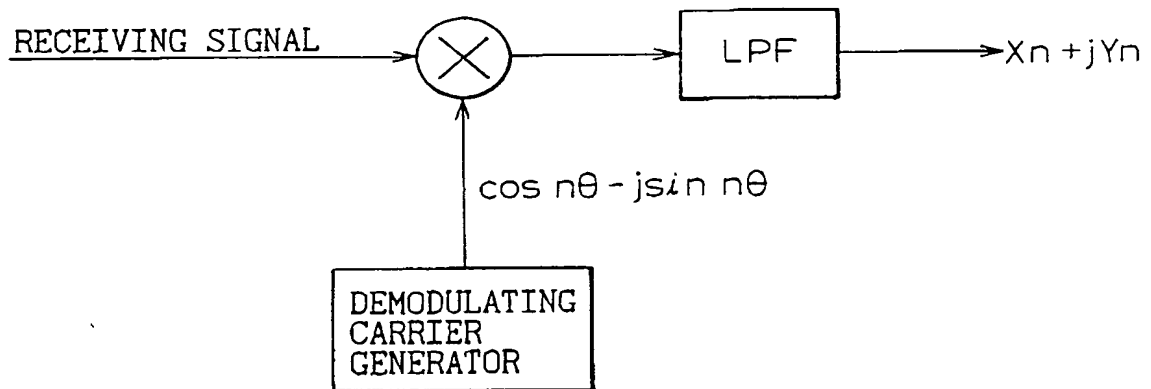 RECEIVING SIGNAL
LPF
Xn + jYn
cos nθ - jsin nθ
DEMODULATING
CARRIER
GENERATOR